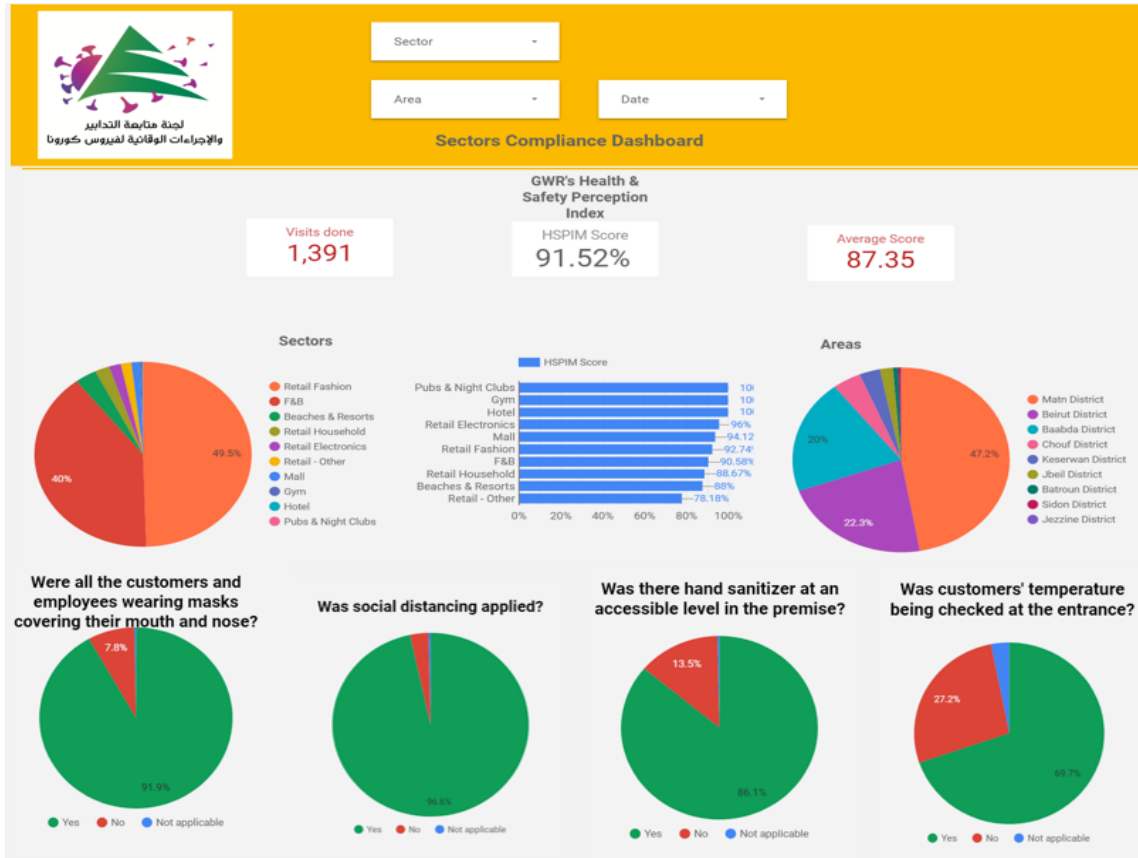 لجنة متابعة التدابير
والإجراءات الوقائية لفيروس كورونا
Sector
Area
Date
Sectors Compliance Dashboard
GWR's Health &
Safety Perception
Index
Visits done
1,391
HSPIM Score
91.52%
Average Score
87.35
Sectors
49.5%
40%
Retail Fashion
F&B
Beaches & Resorts
Retail Household
Retail Electronics
Retail - Other
Mall
Gym
Hotel
Pubs & Night Clubs
HSPIM Score
Pubs & Night Clubs 10
Gym 10
Hotel 10
Retail Electronics 96%
Mall 94.12
Retail Fashion 92.74
F&B 90.58%
Retail Household 88.67%
Beaches & Resorts 88%
Retail - Other 78.18%
0% 20% 40% 60% 80% 100%
Areas
20%
47.2%
22.3%
Matn District
Beirut District
Baabda District
Chouf District
Keserwan District
Jbeil District
Batroun District
Sidon District
Jezzine District
Were all the customers and
employees wearing masks
covering their mouth and nose?
7.8%
91.9%
Yes No Not applicable
Was social distancing applied?
96.6%
Yes No Not applicable
Was there hand sanitizer at an
accessible level in the premise?
13.5%
86.1%
Yes No Not applicable
Was customers' temperature
being checked at the entrance?
27.2%
69.7%
Yes No Not applicable